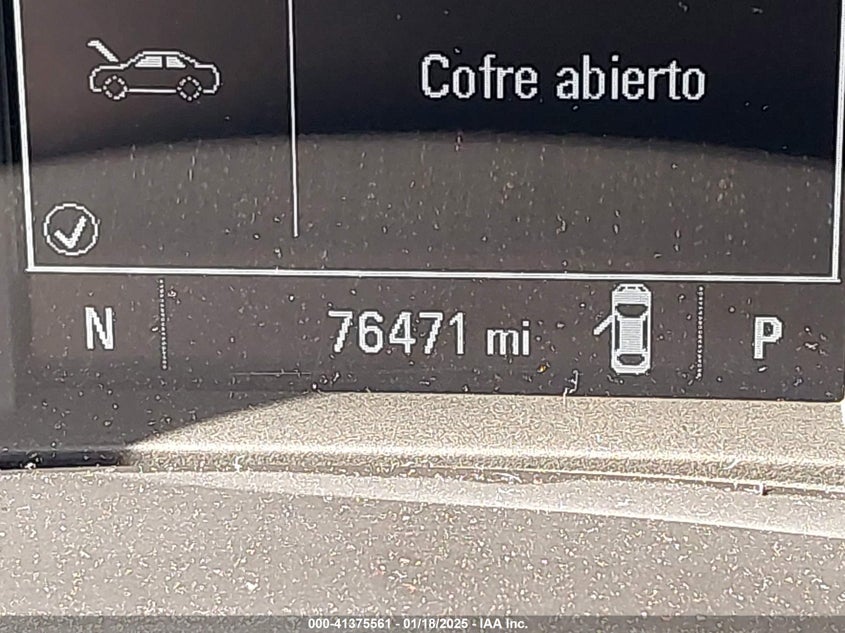 Cofre abierto
N 76471 mi P
000-41375561 - 01/18/2025 - IAA Inc.